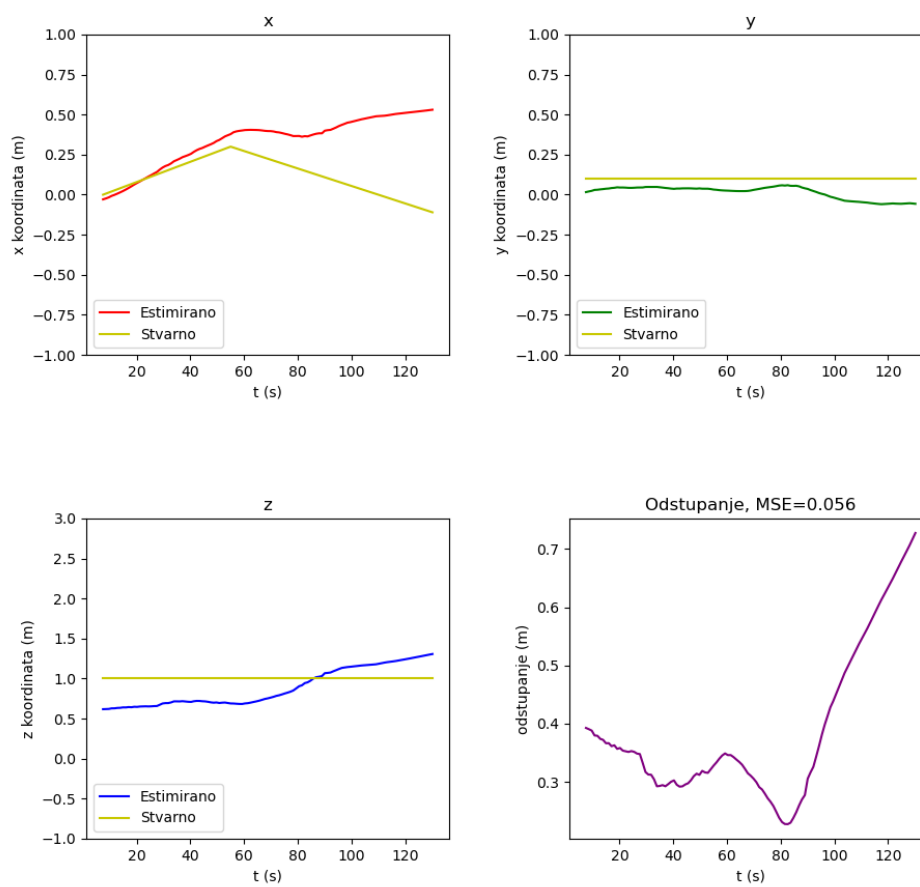 x
1.00
0.75
0.50
0.25
0.00
−0.25
−0.50
−0.75
−1.00
x koordinata (m)
Estimirano
Stvarno
20 40 60 80 100 120
t (s)
y
1.00
0.75
0.50
0.25
0.00
−0.25
−0.50
−0.75
−1.00
y koordinata (m)
Estimirano
Stvarno
20 40 60 80 100 120
t (s)
z
3.0
2.5
2.0
1.5
1.0
0.5
0.0
−0.5
−1.0
z koordinata (m)
Estimirano
Stvarno
20 40 60 80 100 120
t (s)
Odstupanje, MSE=0.056
0.7
0.6
0.5
0.4
0.3
odstupanje (m)
20 40 60 80 100 120
t (s)